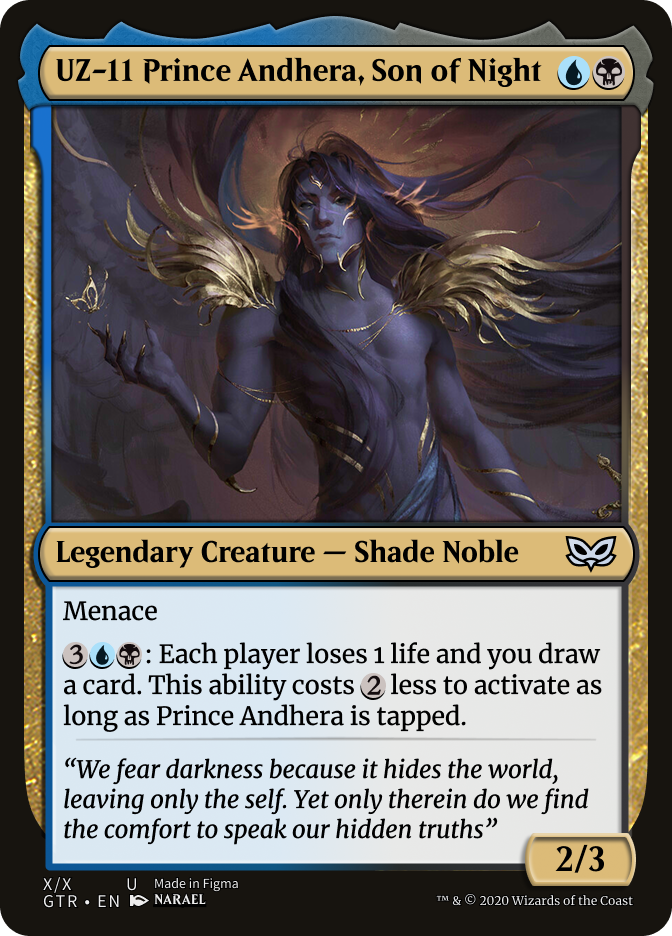 UZ-11 Prince Andhera, Son of Night
Legendary Creature — Shade Noble
Menace
3: Each player loses 1 life and you draw
a card. This ability costs 2 less to activate as
long as Prince Andhera is tapped.
“We fear darkness because it hides the world,
leaving only the self. Yet only therein do we find
the comfort to speak our hidden truths”
2/3
X/X U Made in Figma
GTR • EN NARAEL
™ & © 2020 Wizards of the Coast